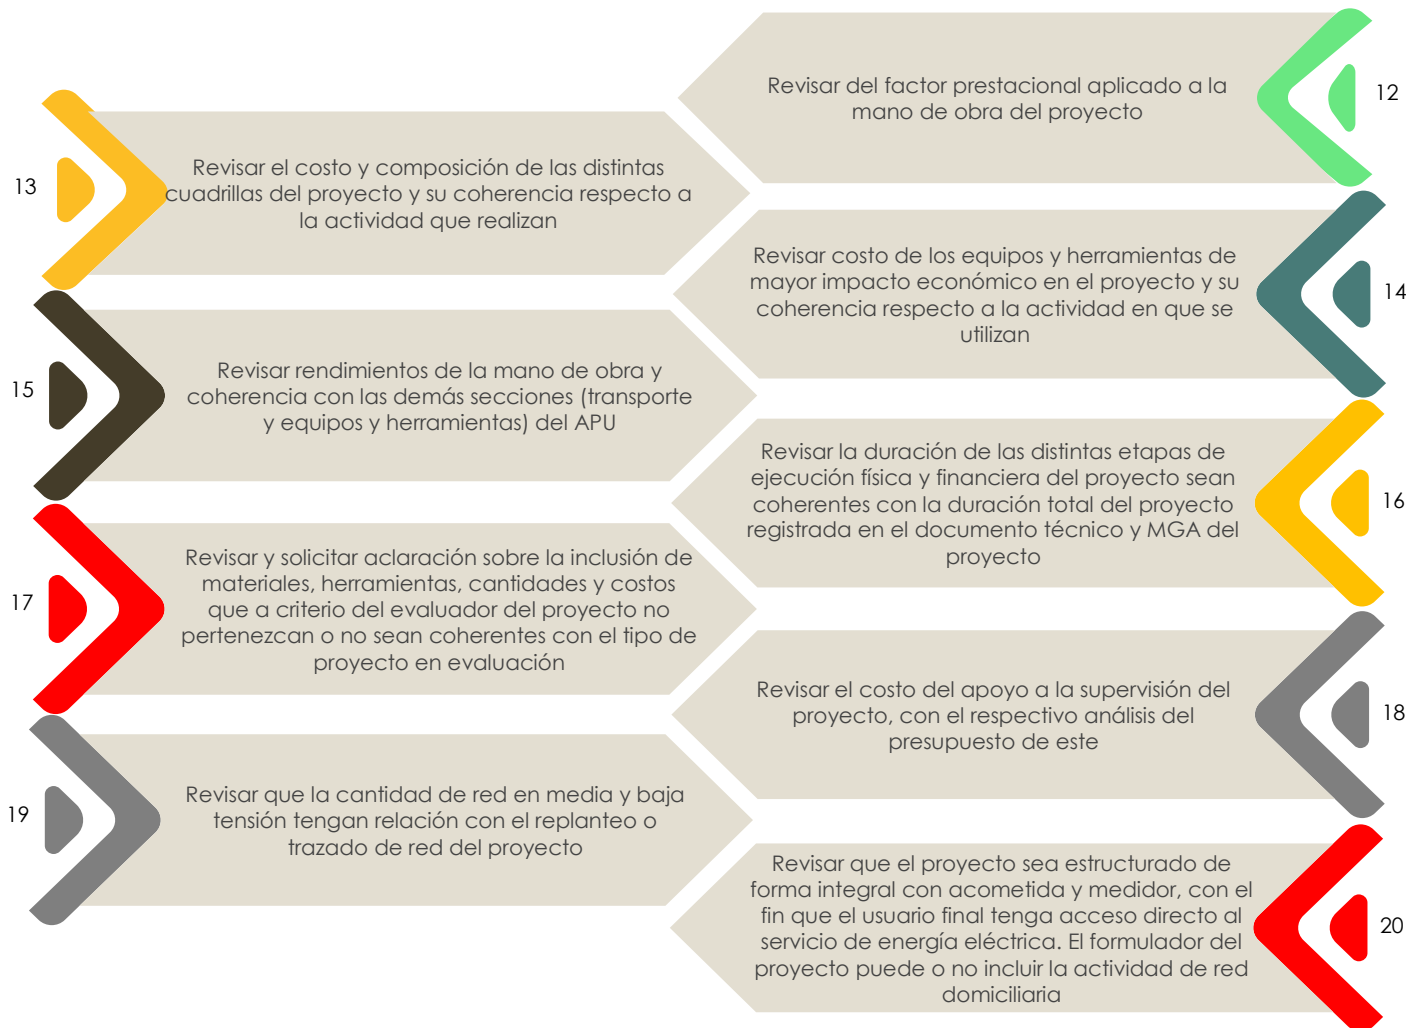 12
Revisar del factor prestacional aplicado a la
mano de obra del proyecto
13
Revisar el costo y composición de las distintas
cuadrillas del proyecto y su coherencia respecto a
la actividad que realizan
14
Revisar costo de los equipos y herramientas de
mayor impacto económico en el proyecto y su
coherencia respecto a la actividad en que se
utilizan
15
Revisar rendimientos de la mano de obra y
coherencia con las demás secciones (transporte
y equipos y herramientas) del APU
16
Revisar la duración de las distintas etapas de
ejecución física y financiera del proyecto sean
coherentes con la duración total del proyecto
registrada en el documento técnico y MGA del
proyecto
17
Revisar y solicitar aclaración sobre la inclusión de
materiales, herramientas, cantidades y costos
que a criterio del evaluador del proyecto no
pertenezcan o no sean coherentes con el tipo de
proyecto en evaluación
18
Revisar el costo del apoyo a la supervisión del
proyecto, con el respectivo análisis del
presupuesto de este
19
Revisar que la cantidad de red en media y baja
tensión tengan relación con el replanteo o
trazado de red del proyecto
20
Revisar que el proyecto sea estructurado de
forma integral con acometida y medidor, con el
fin que el usuario final tenga acceso directo al
servicio de energía eléctrica. El formulador del
proyecto puede o no incluir la actividad de red
domiciliaria